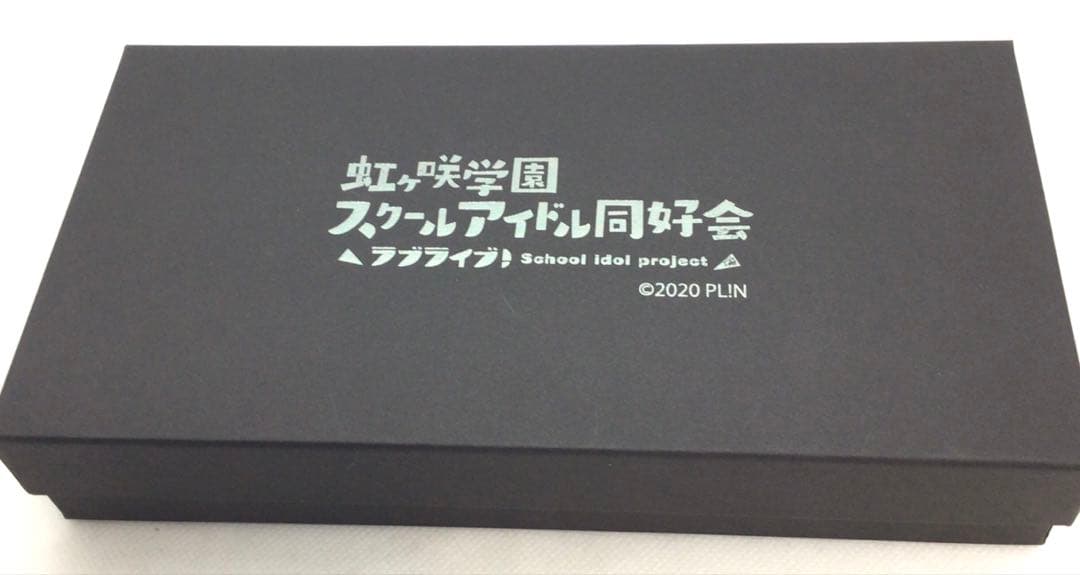 虹ヶ咲学園
スクールアイドル同好会
ラブライブ! School idol project
©2020 PL!N